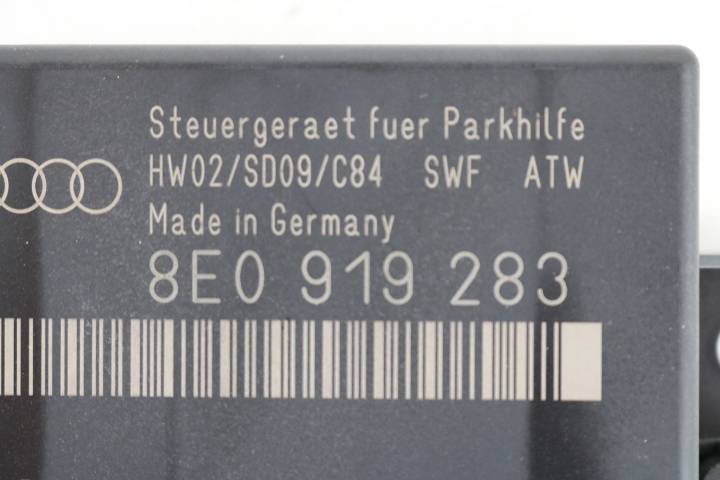 Steuergeraet fuer Parkhilfe
HW02/SD09/C84 SWF ATW
Made in Germany
8E0 919 283